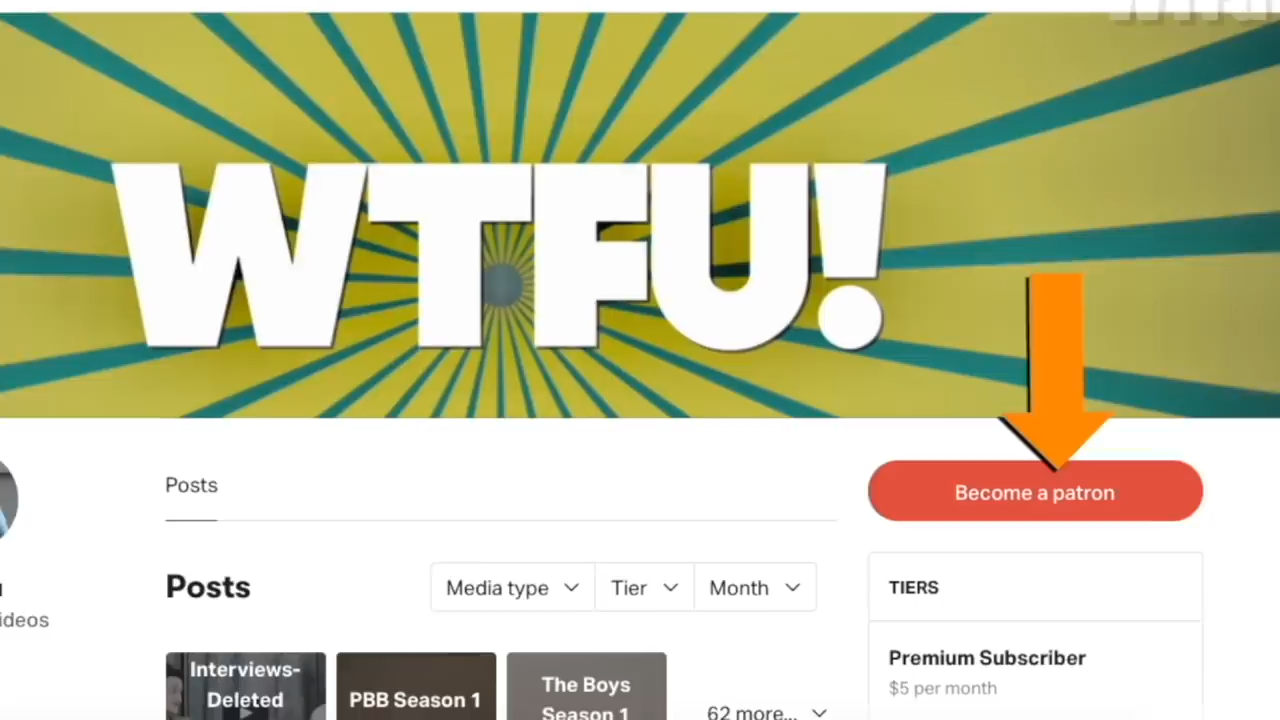 WTFU!
Posts
Become a patron
Posts
Media type
Tier
Month
TIERS
ideos
Premium Subscriber
$5 per month
Interviews-
Deleted
PBB Season 1
The Boys
Season 1
62 more...